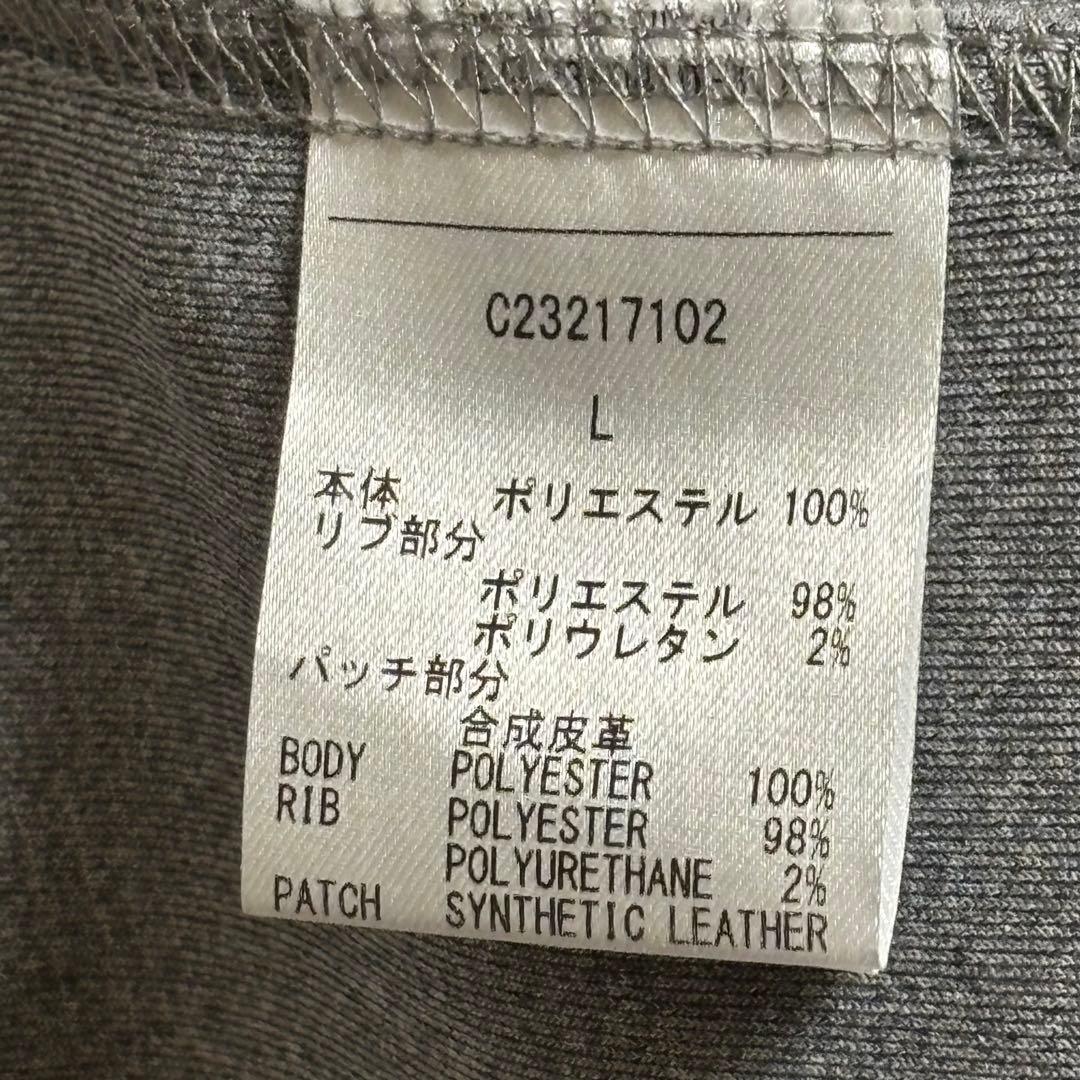 C23217102
L
本体 ポリエステル 100%
リブ部分
ポリエステル 98%
ポリウレタン 2%
パッチ部分
合成皮革
BODY POLYESTER 100%
RIB POLYESTER 98%
POLYURETHANE 2%
PATCH SYNTHETIC LEATHER